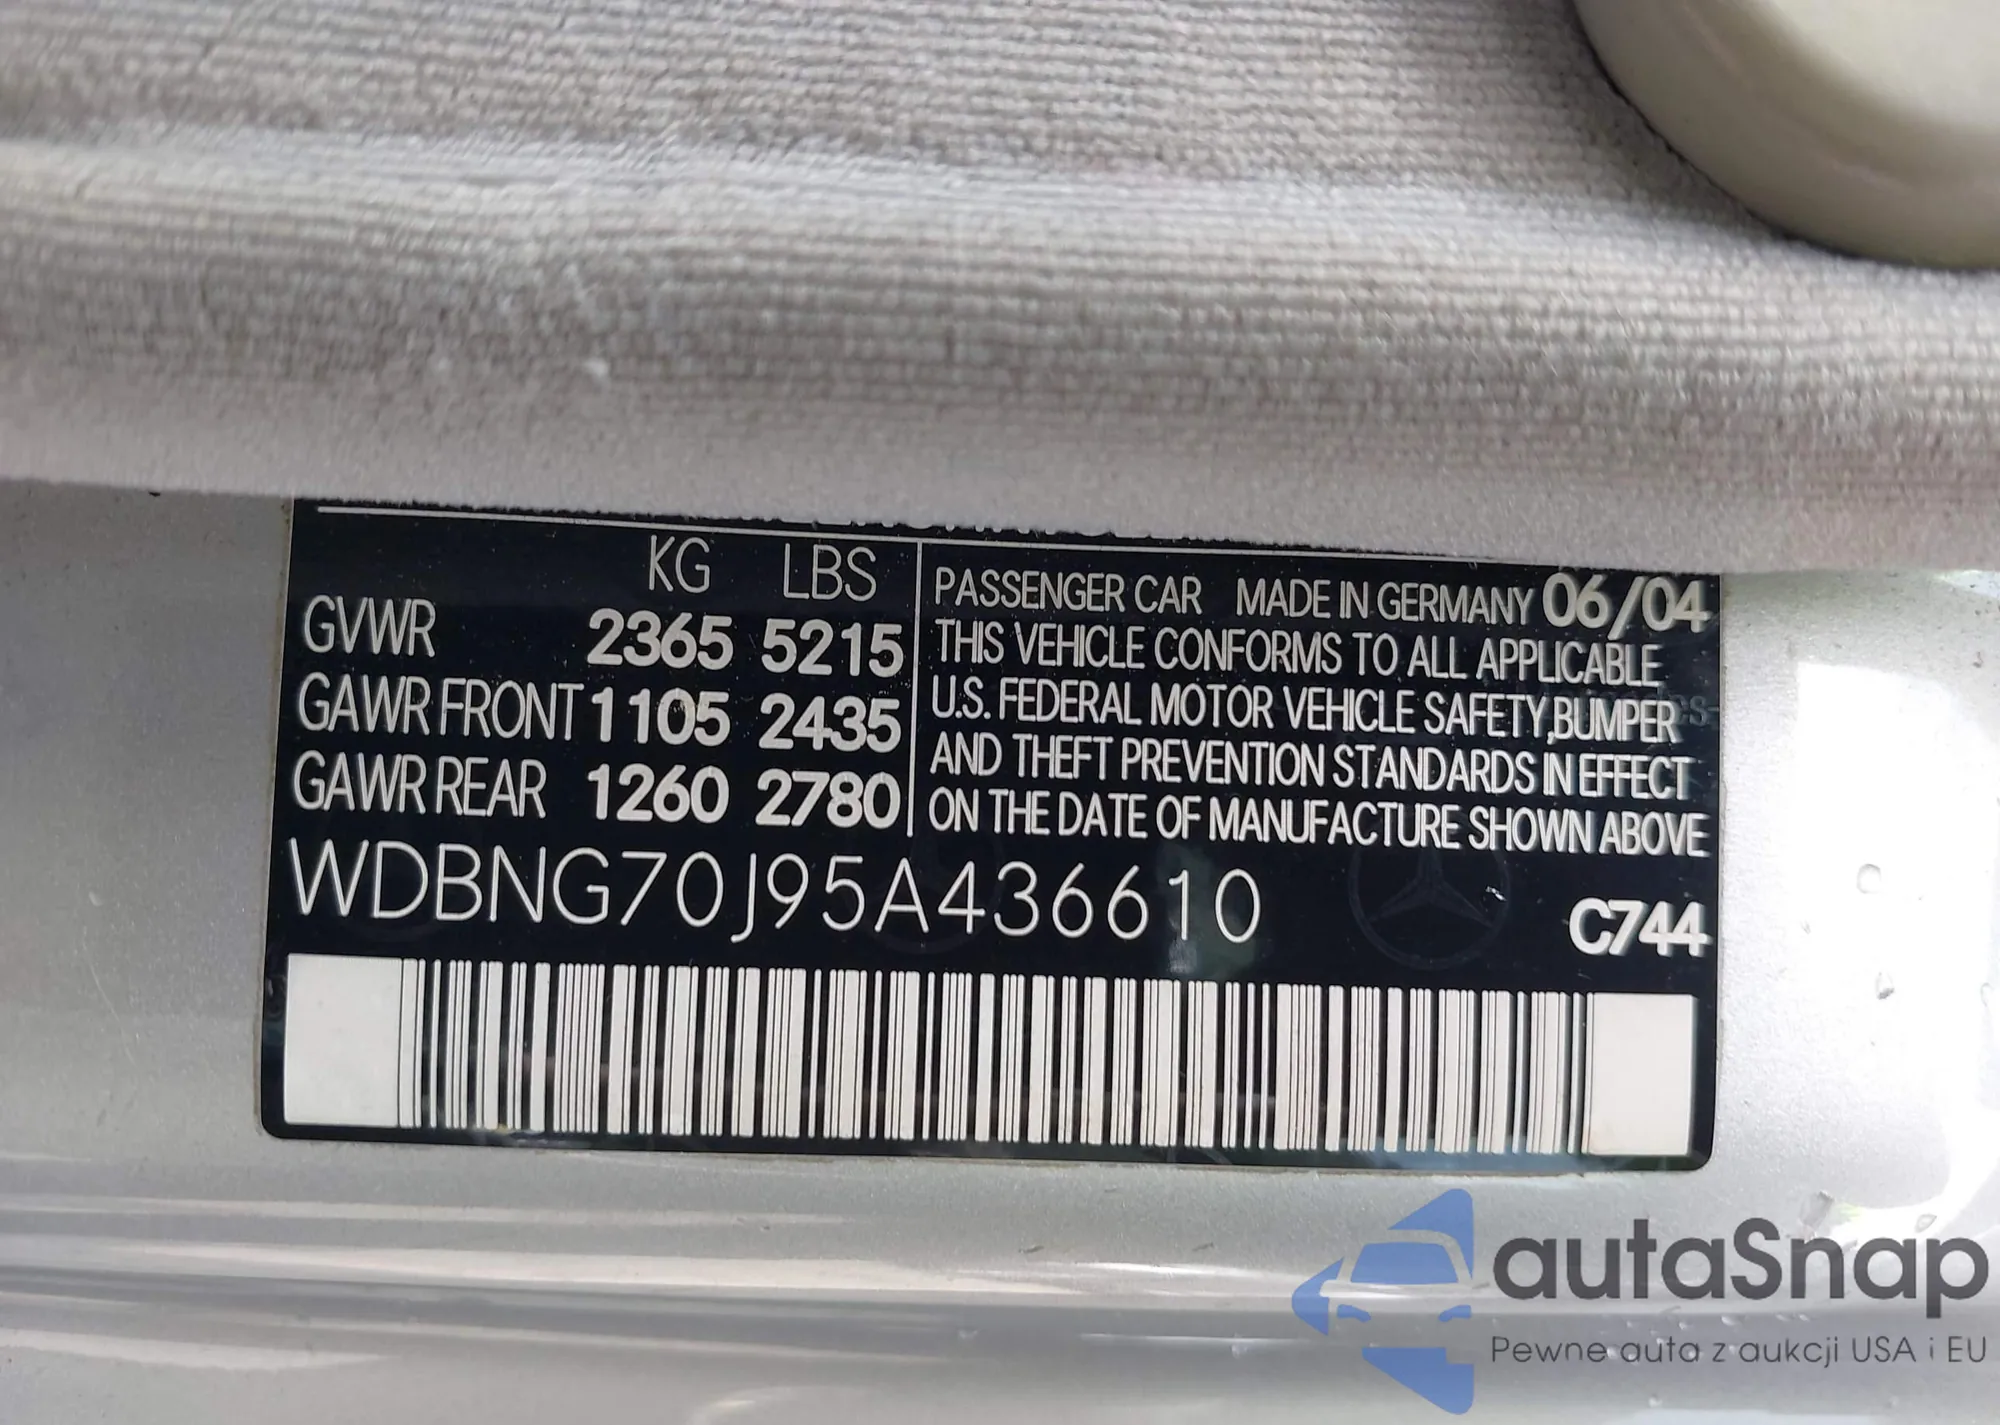 KG LBS
GVWR 2365 5215
GAWR FRONT 1105 2435
GAWR REAR 1260 2780
PASSENGER CAR MADE IN GERMANY 06/04
THIS VEHICLE CONFORMS TO ALL APPLICABLE
U.S. FEDERAL MOTOR VEHICLE SAFETY, BUMPER
AND THEFT PREVENTION STANDARDS IN EFFECT
ON THE DATE OF MANUFACTURE SHOWN ABOVE
WDBNG70J95A436610
C744
autaSnap
Pewne auta z aukcji USA i EU